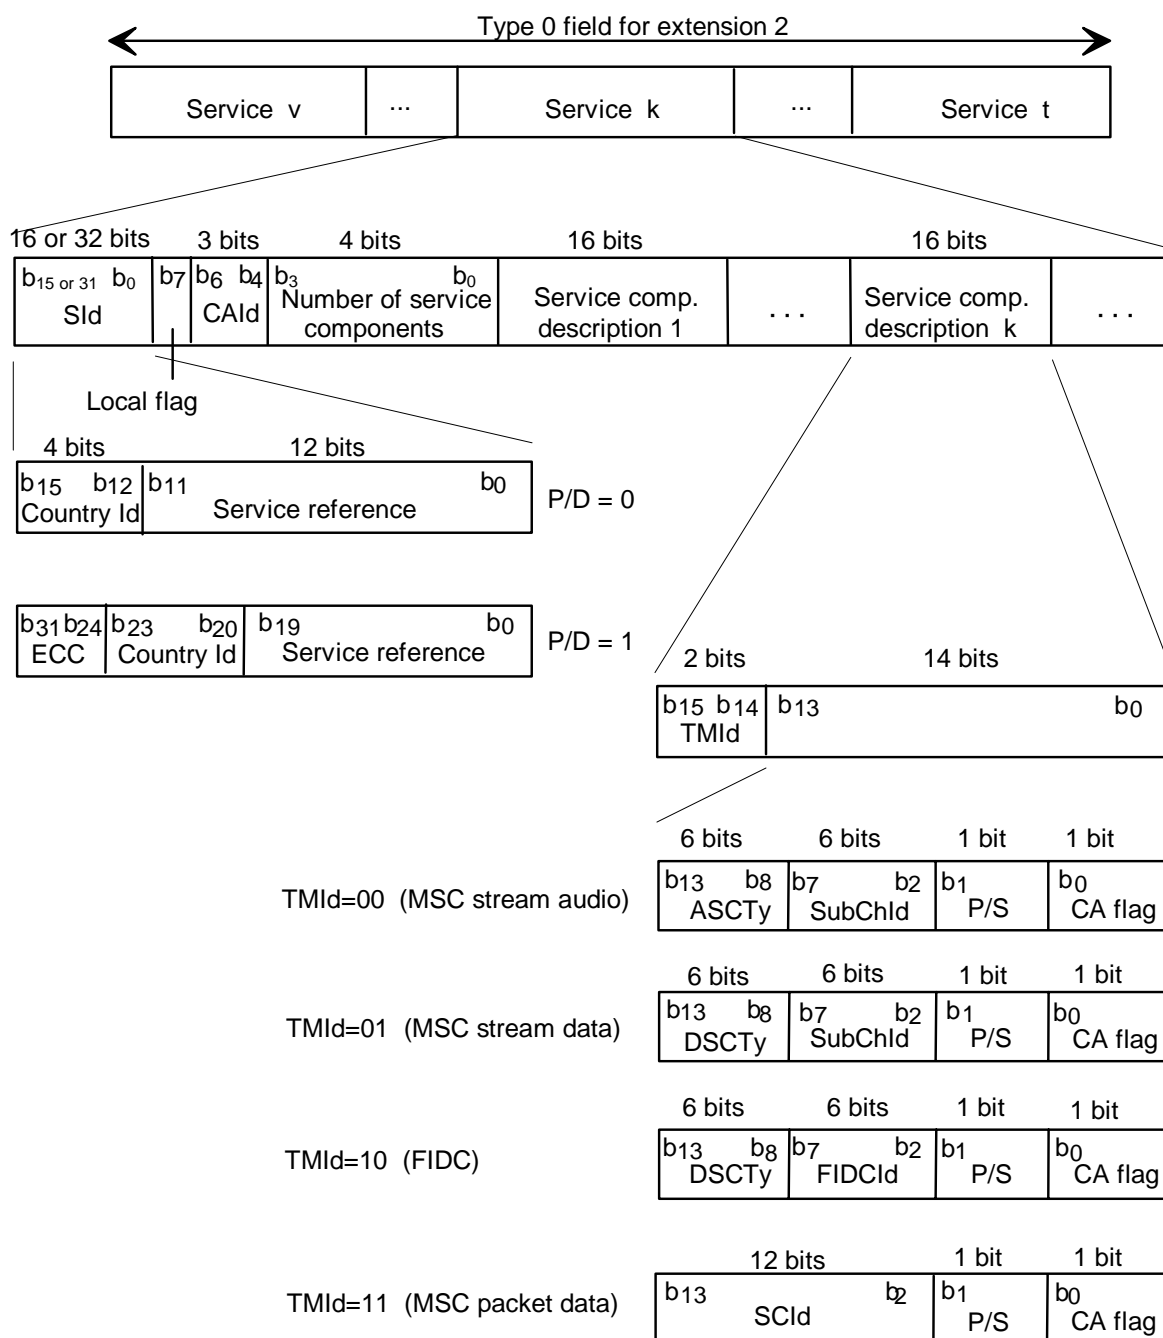 Type 0 field for extension 2
Service v ... Service k ... Service t
16 or 32 bits 3 bits 4 bits 16 bits 16 bits
b15 or 31 b0 b7 b6 b4 b3 b0
SId CAId Number of service components Service comp. description 1 . . . Service comp. description k . . .
Local flag
4 bits 12 bits
b15 b12 b11 b0
Country Id Service reference P/D = 0
b31 b24 b23 b20 b19 b0
ECC Country Id Service reference P/D = 1
2 bits 14 bits
b15 b14 b13 b0
TMId
6 bits 6 bits 1 bit 1 bit
b13 b8 b7 b2 b1 b0
TMId=00 (MSC stream audio) ASCTy SubChId P/S CA flag
6 bits 6 bits 1 bit 1 bit
b13 b8 b7 b2 b1 b0
TMId=01 (MSC stream data) DSCTy SubChId P/S CA flag
6 bits 6 bits 1 bit 1 bit
b13 b8 b7 b2 b1 b0
TMId=10 (FIDC) DSCTy FIDCId P/S CA flag
12 bits 1 bit 1 bit
b13 b2 b1 b0
TMId=11 (MSC packet data) SCId P/S CA flag